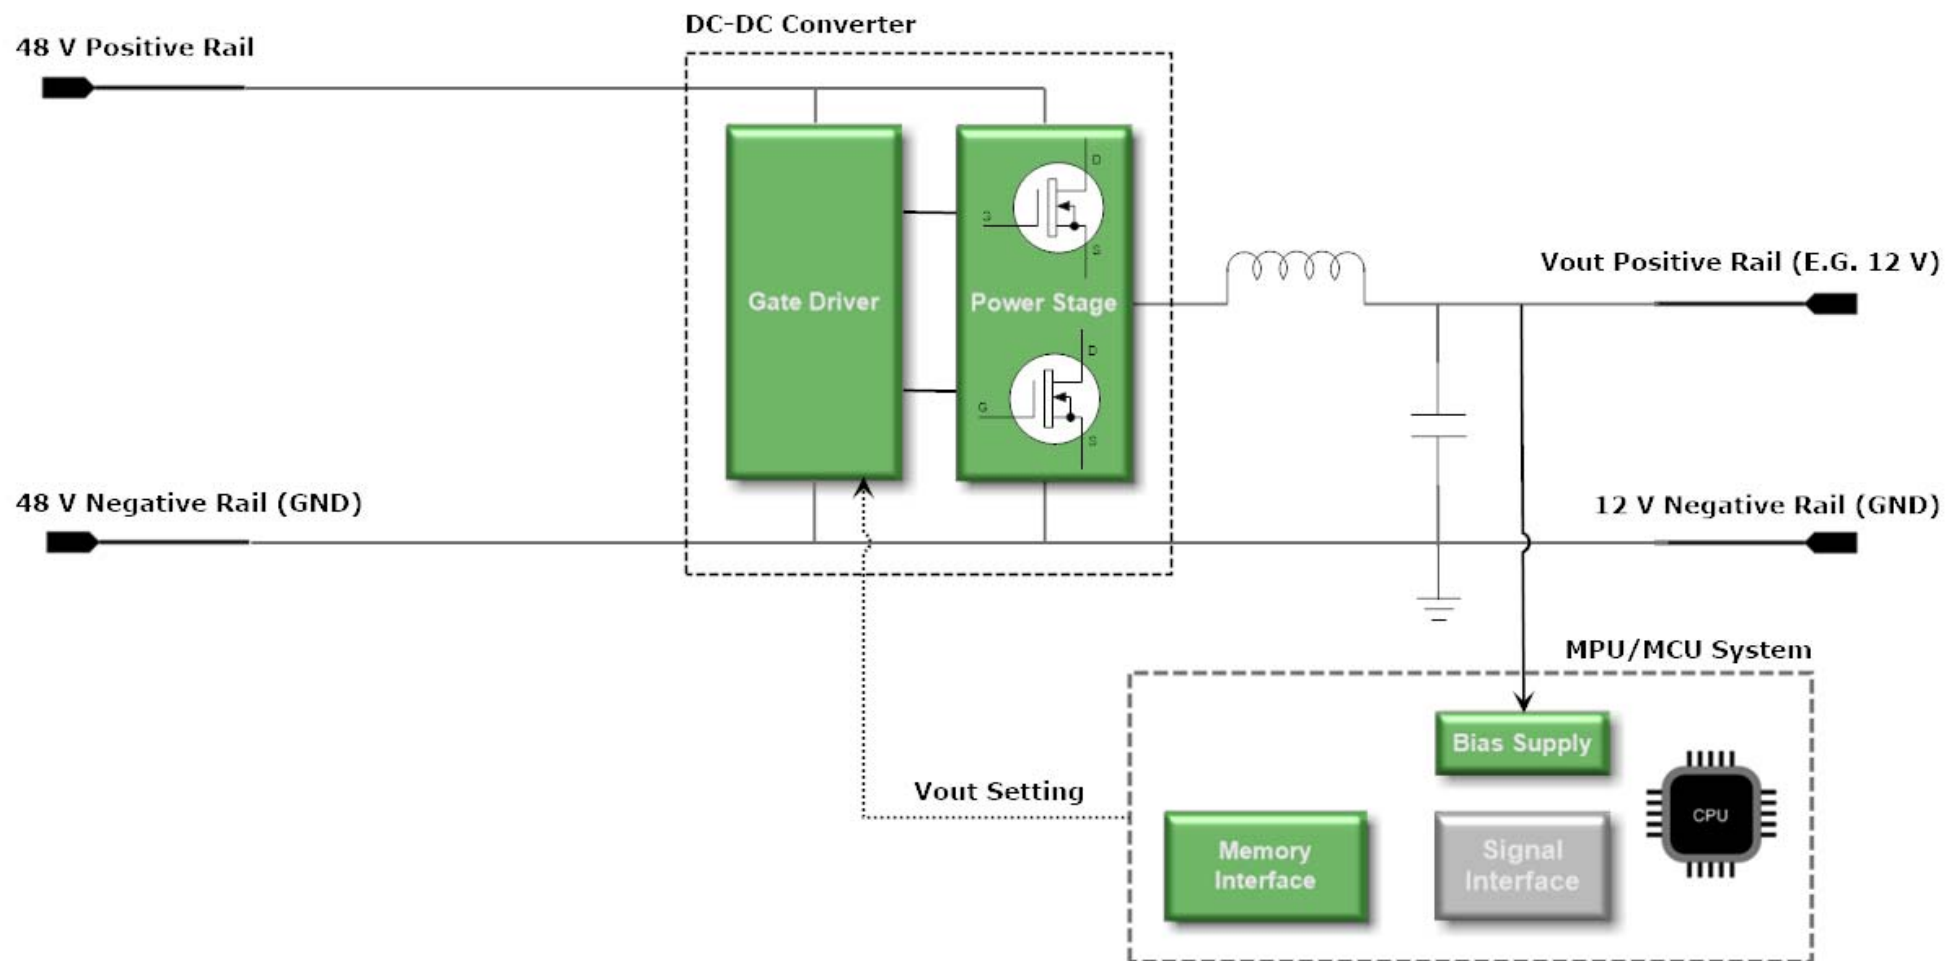 DC-DC Converter
48 V Positive Rail
D
G
S
Vout Positive Rail (E.G. 12 V)
Gate Driver
Power Stage
D
G
S
48 V Negative Rail (GND)
12 V Negative Rail (GND)
MPU/MCU System
Bias Supply
Vout Setting
CPU
Memory
Interface
Signal
Interface